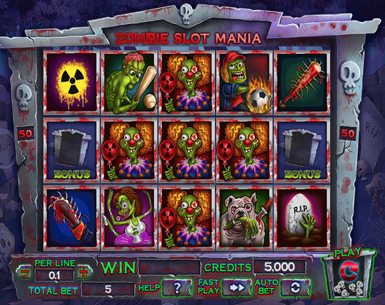 ZOMBIE SLOT MANIA
50
50
BONUS
BONUS
R.I.P.
PER LINE
0.1
WIN
CREDITS
5,000
PLAY
TOTAL BET
5
HELP
?
FAST PLAY
AUTO BET